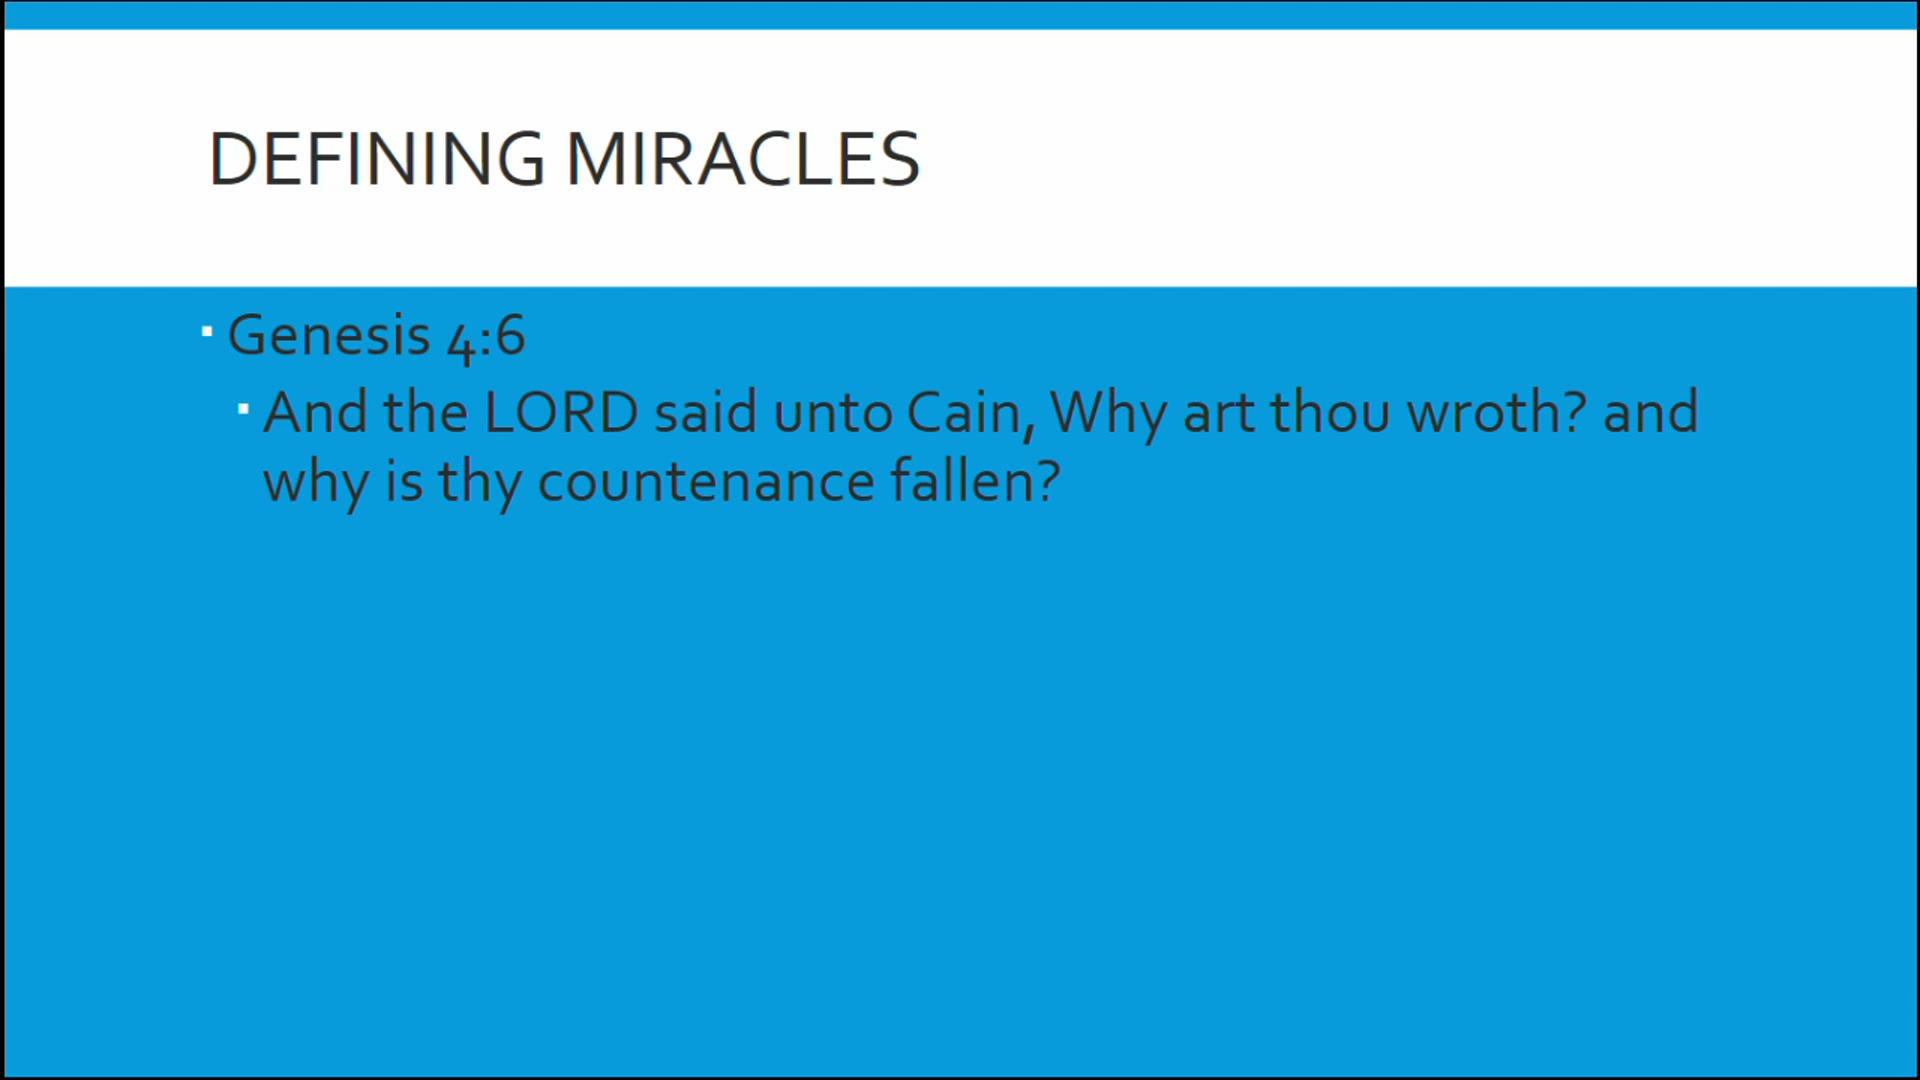 DEFINING MIRACLES
▪ Genesis 4:6
▪ And the LORD said unto Cain, Why art thou wroth? and
why is thy countenance fallen?